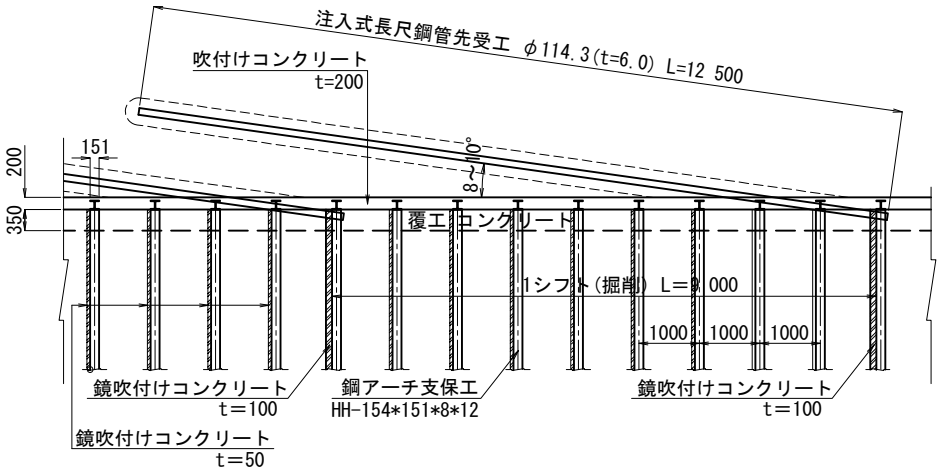 注入式長尺鋼管先受工 φ114.3(t=6.0) L=12 500
吹付けコンクリート
t=200
151
8～10°
200
350
覆工コンクリート
1シフト(掘削) L=9 000
1000
1000
1000
鏡吹付けコンクリート
t＝100
鋼アーチ支保工
HH-154*151*8*12
鏡吹付けコンクリート
t＝100
鏡吹付けコンクリート
t＝50